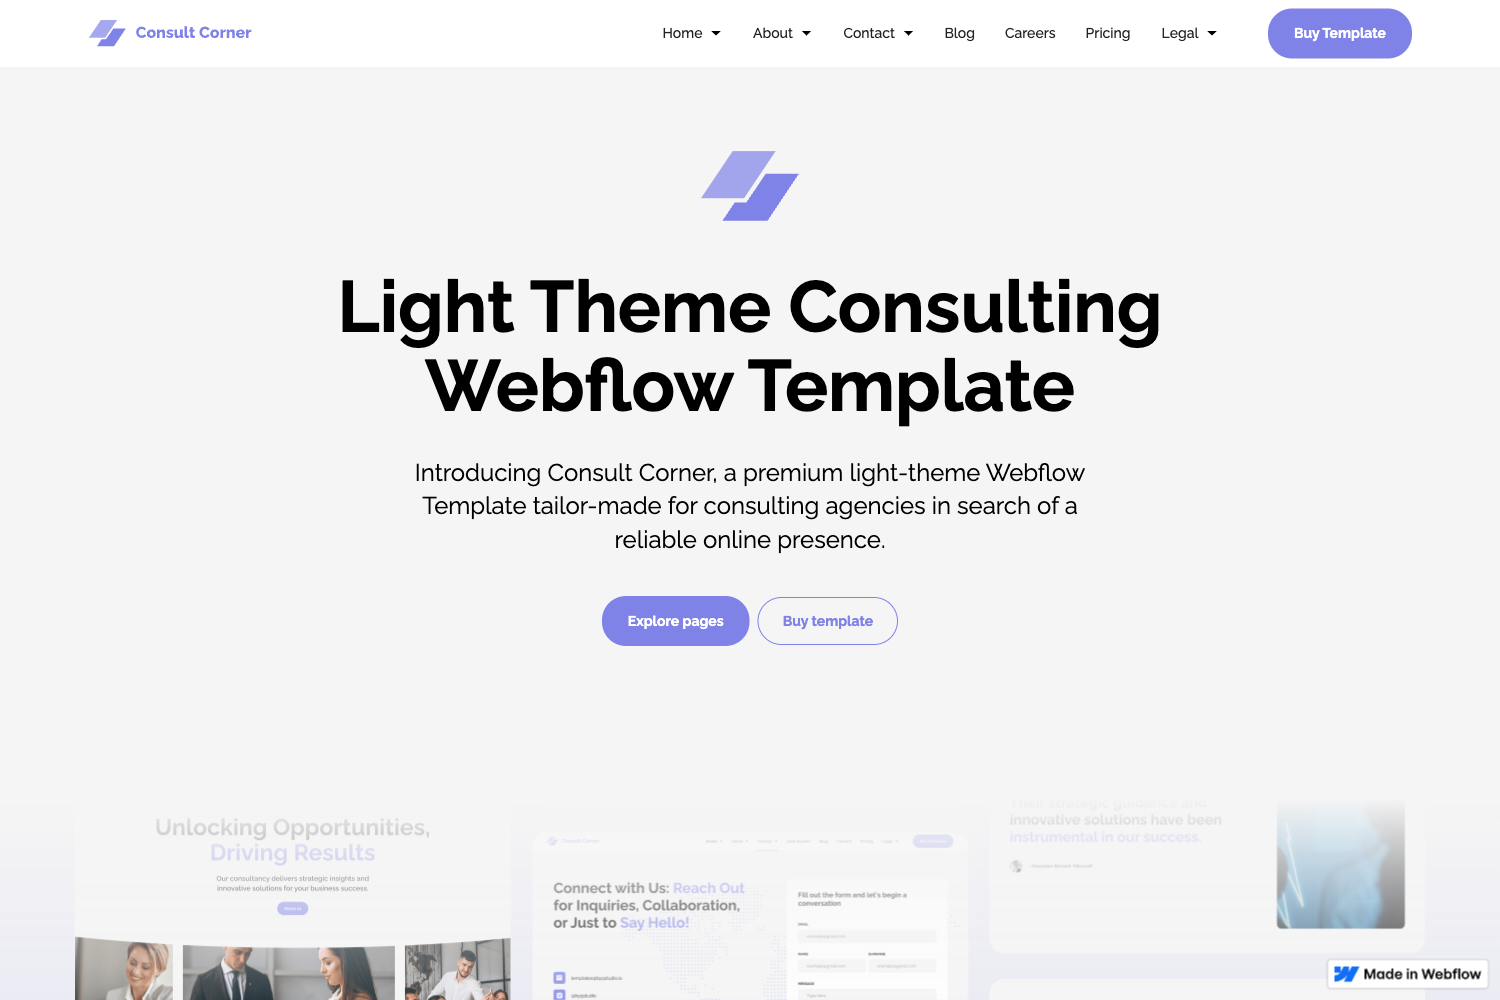 Consult Corner
Home
About
Contact
Blog
Careers
Pricing
Legal
Buy Template
Light Theme Consulting
Webflow Template
Introducing Consult Corner, a premium light-theme Webflow
Template tailor-made for consulting agencies in search of a
reliable online presence.
Explore pages
Buy template
Unlocking Opportunities,
Driving Results
Our consultancy delivers strategic insights and
innovative solutions for your business success.
Consult Corner
Connect with Us: Reach Out
for Inquiries, Collaboration,
or Just to Say Hello!
Fill out the form and let's begin a
conversation
Their strategic guidance and
innovative solutions have been
instrumental in our success.
Made in Webflow